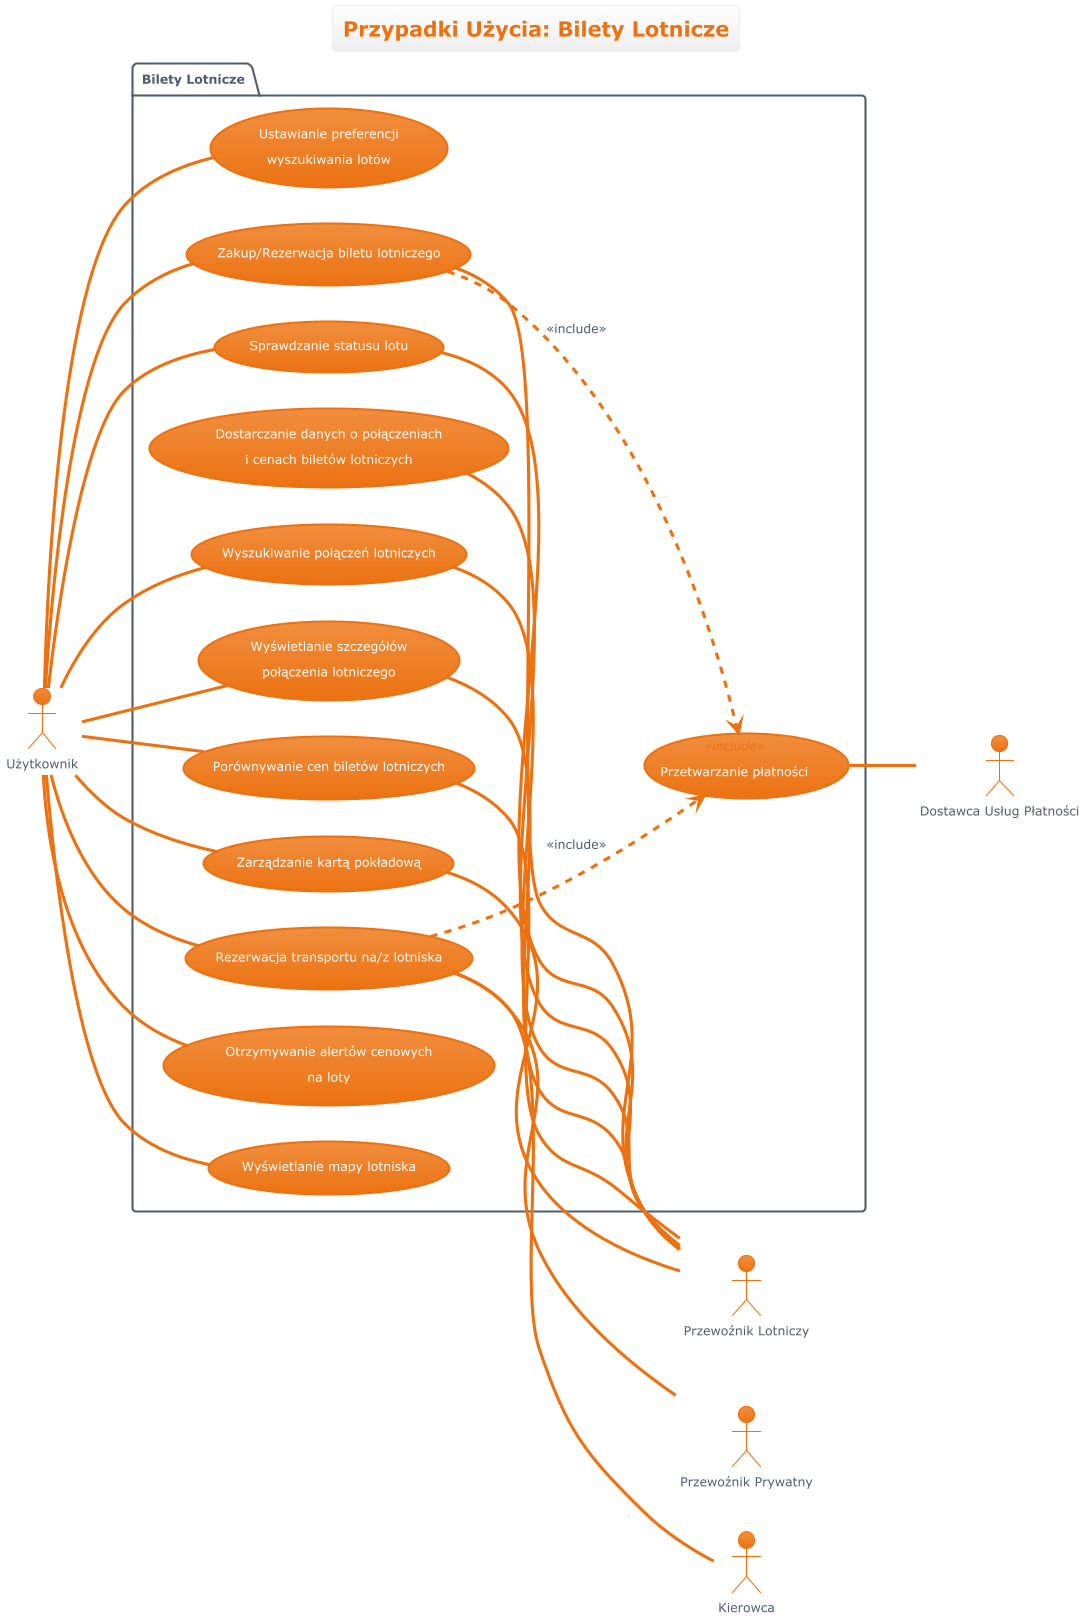 Przypadki Użycia: Bilety Lotnicze
Bilety Lotnicze
Ustawianie preferencji
wyszukiwania lotów
Zakup/Rezerwacja biletu lotniczego
«include»
Sprawdzanie statusu lotu
Dostarczanie danych o połączeniach
i cenach biletów lotniczych
Wyszukiwanie połączeń lotniczych
Wyświetlanie szczegółów
połączenia lotniczego
Użytkownik
Porównywanie cen biletów lotniczych
«include»
Przetwarzanie płatności
Dostawca Usług Płatności
«include»
Zarządzanie kartą pokładową
Rezerwacja transportu na/z lotniska
Otrzymywanie alertów cenowych
na loty
Wyświetlanie mapy lotniska
Przewoźnik Lotniczy
Przewoźnik Prywatny
Kierowca